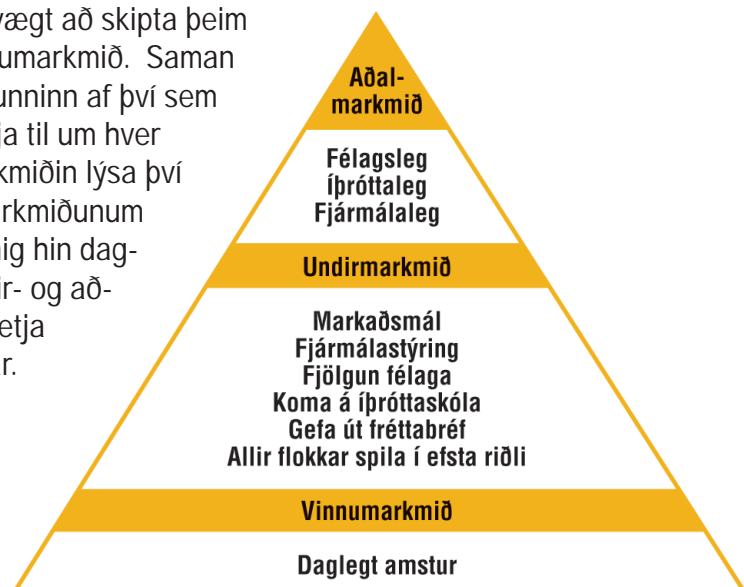 vægt að skipta þeim
umarkmið. Saman
unninn af því sem
ja til um hver
kmiðin lýsa því
rkmiðunum
ig hin dag-
ir- og að-
etja
r.
Aðal-
markmið
Félagsleg
Íþróttaleg
Fjármálaleg
Undirmarkmið
Markaðsmál
Fjármálastýring
Fjölgun félaga
Koma á íþróttaskóla
Gefa út fréttabréf
Allir flokkar spila í efsta riðli
Vinnumarkmið
Daglegt amstur